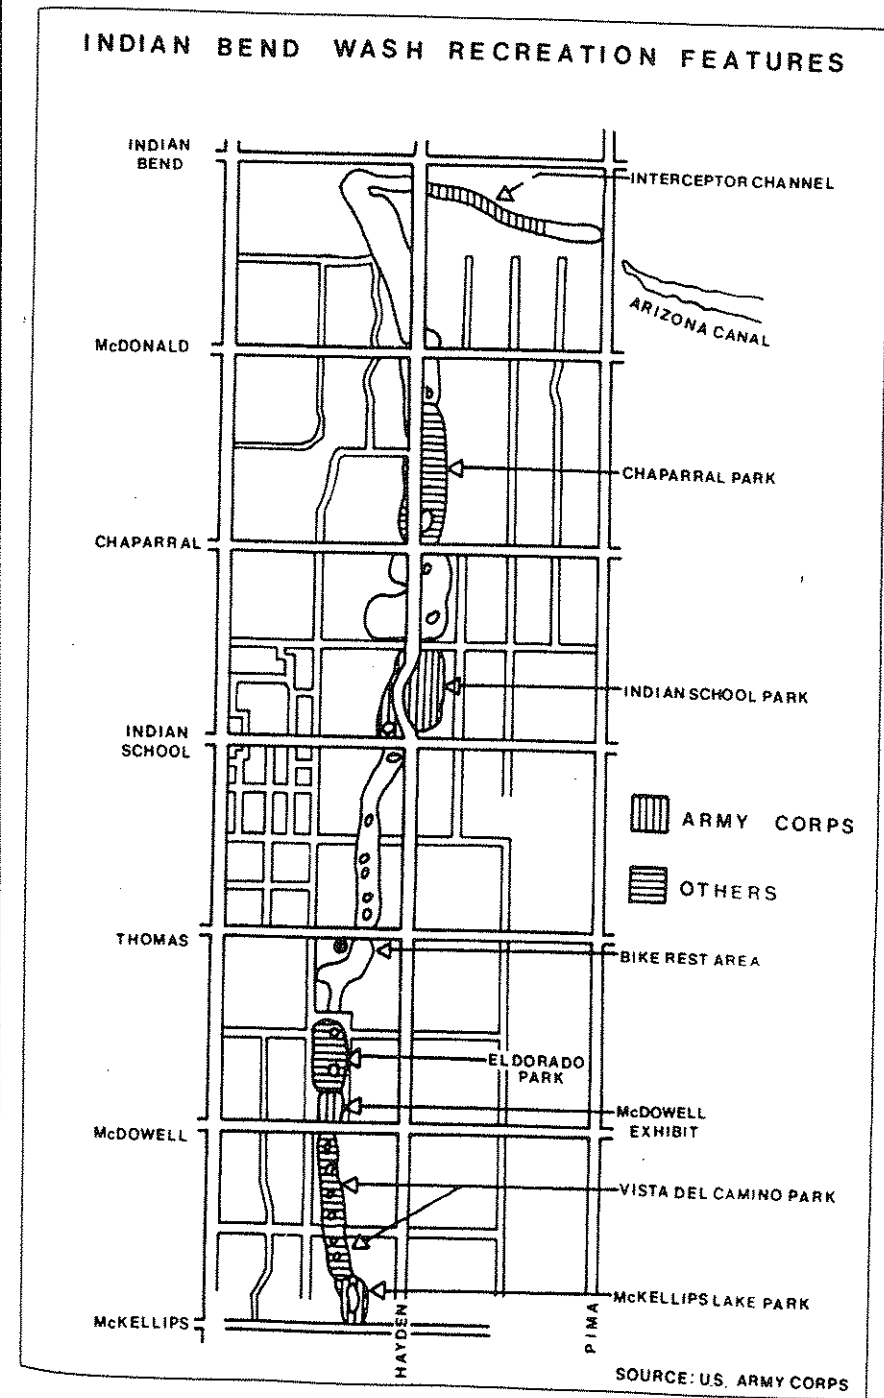 INDIAN BEND WASH RECREATION FEATURES
INDIAN
BEND
INTERCEPTOR CHANNEL
ARIZONA CANAL
McDONALD
CHAPARRAL PARK
CHAPARRAL
INDIAN SCHOOL PARK
INDIAN
SCHOOL
ARMY CORPS
OTHERS
THOMAS
BIKE REST AREA
ELDORADO
PARK
McDOWELL
EXHIBIT
McDOWELL
VISTA DEL CAMINO PARK
McKELLIPS LAKE PARK
McKELLIPS
HAYDEN
PIMA
SOURCE: U.S. ARMY CORPS